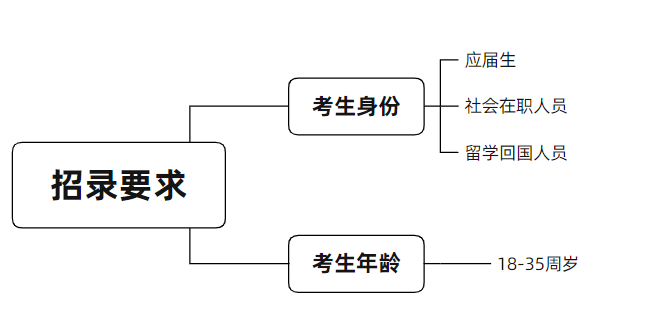 招录要求
考生身份
应届生
社会在职人员
留学回国人员
考生年龄
18-35周岁